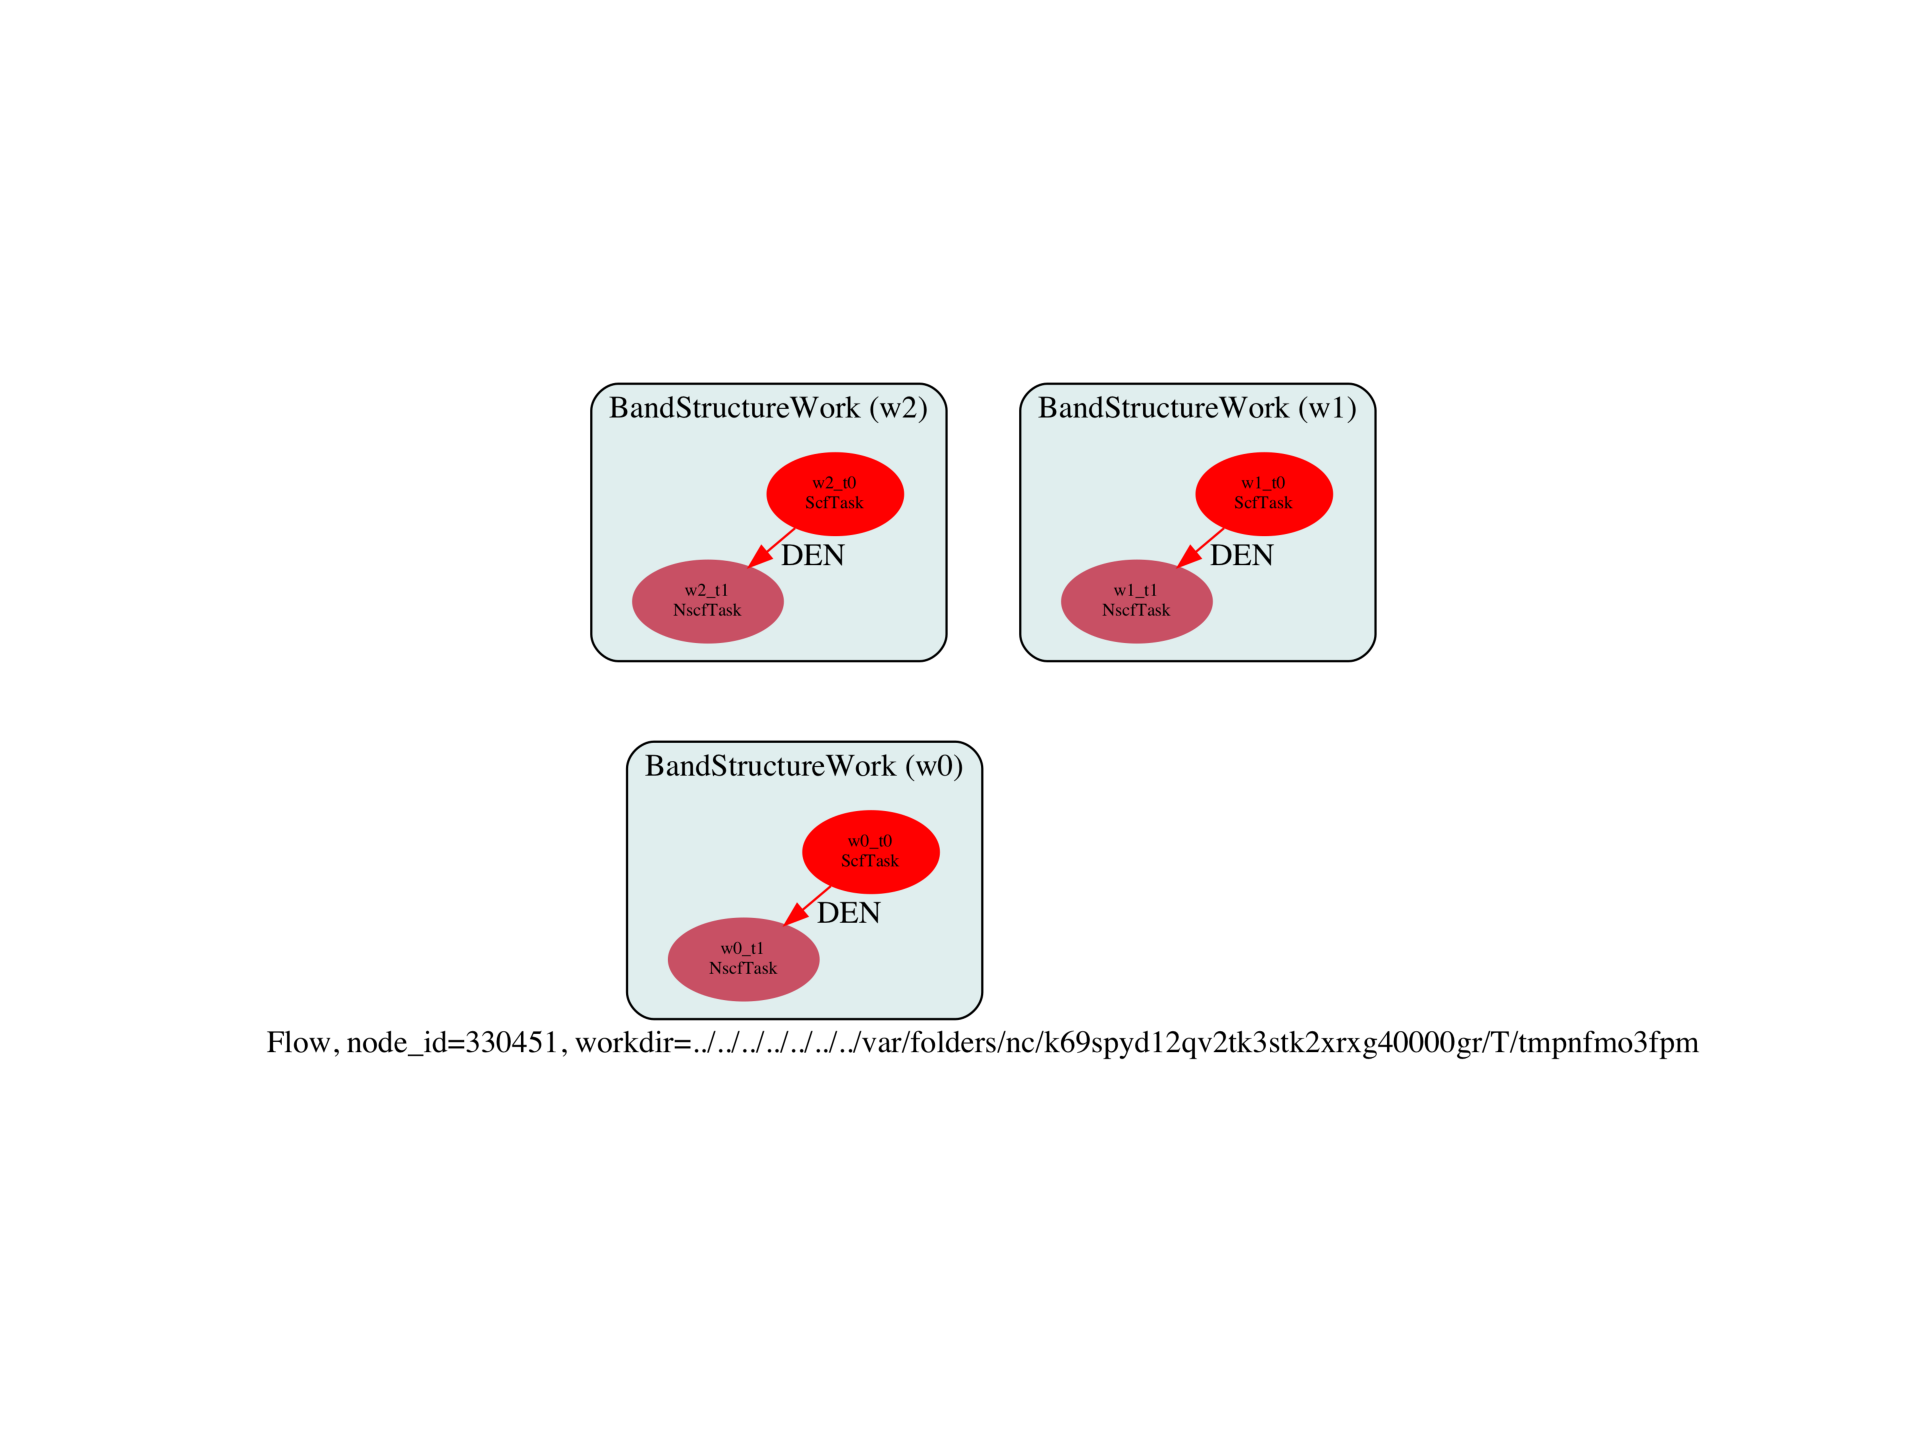 BandStructureWork (w2)
w2_t0
ScfTask
DEN
w2_t1
NscfTask
BandStructureWork (w1)
w1_t0
ScfTask
DEN
w1_t1
NscfTask
BandStructureWork (w0)
w0_t0
ScfTask
DEN
w0_t1
NscfTask
Flow, node_id=330451, workdir=../../../../../../../var/folders/nc/k69spyd12qv2tk3stk2xrxg40000gr/T/tmpnfmo3fpm